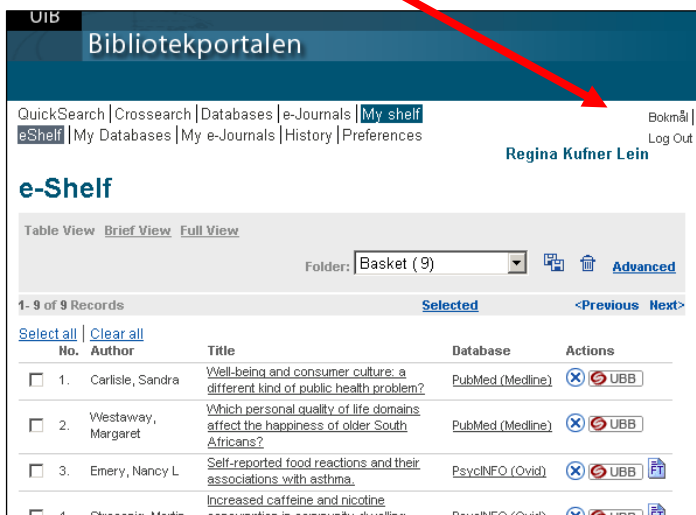 UIB
Bibliotekportalen
QuickSearch | Crossearch | Databases | e-Journals | My shelf
Bokmål |
eShelf | My Databases | My e-Journals | History | Preferences
Log Out
Regina Kufner Lein
e-Shelf
Table View Brief View Full View
Folder: Basket (9) Advanced
1- 9 of 9 Records Selected <Previous Next>
Select all | Clear all
No. Author Title Database Actions
1. Carlisle, Sandra Well-being and consumer culture: a different kind of public health problem? PubMed (Medline) UBB
2. Westaway, Margaret Which personal quality of life domains affect the happiness of older South Africans? PubMed (Medline) UBB
3. Emery, Nancy L Self-reported food reactions and their associations with asthma. PsycINFO (Ovid) UBB FT
Increased caffeine and nicotine